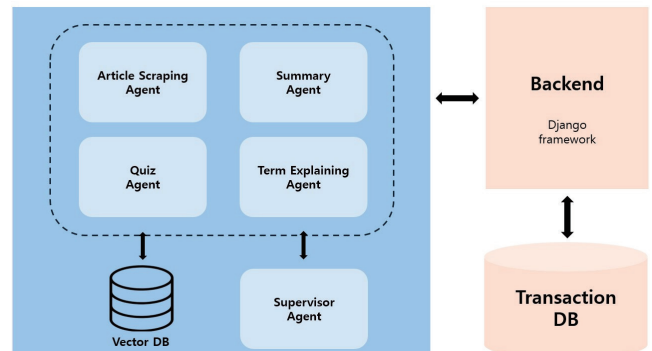 Article Scraping
Agent
Summary
Agent
Quiz
Agent
Term Explaining
Agent
Vector DB
Supervisor
Agent
Backend
Django
framework
Transaction
DB